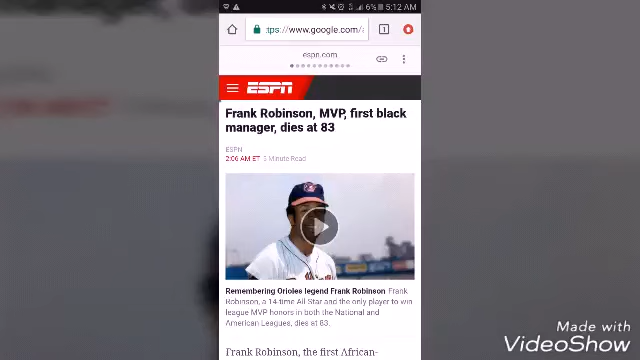 6% 5:12 AM
tps://www.google.com/a
1
espn.com
ESPN
Frank Robinson, MVP, first black
manager, dies at 83
ESPN
2:06 AM ET 5 Minute Read
Remembering Orioles legend Frank Robinson Frank
Robinson, a 14-time All-Star and the only player to win
league MVP honors in both the National and
American Leagues, dies at 83.
Frank Robinson, the first African-
Made with
VideoShow